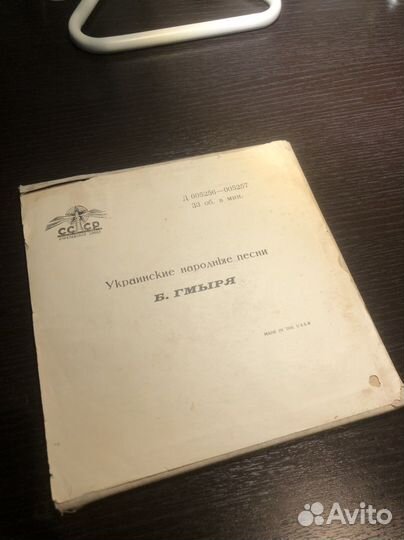 Д 005256—005257
33 об. в мин.
СССР
Украинские народные песни
Б. ГМЫРЯ
MADE IN THE U.S.S.R
Avito